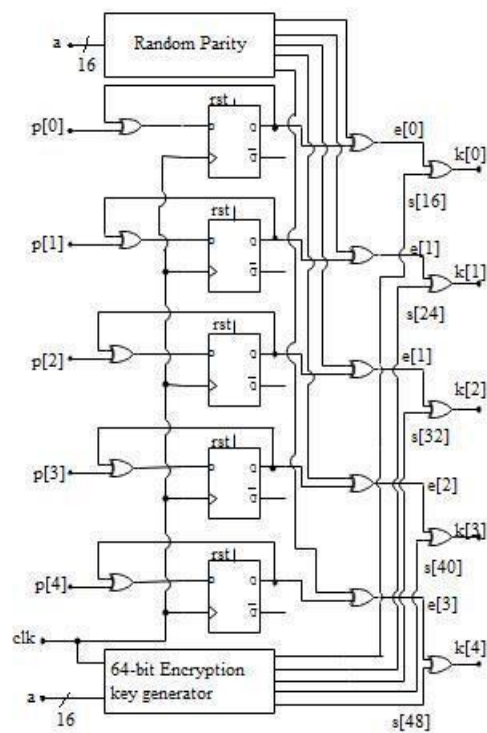 a
16
Random Parity
p[0]
rst
D
Q
Q
e[0]
k[0]
s[16]
p[1]
rst
D
Q
Q
e[1]
k[1]
s[24]
p[2]
rst
D
Q
Q
e[1]
k[2]
s[32]
p[3]
rst
D
Q
Q
e[2]
k[3]
s[40]
p[4]
rst
D
Q
Q
e[3]
k[4]
s[48]
clk
64-bit Encryption
key generator
a
16